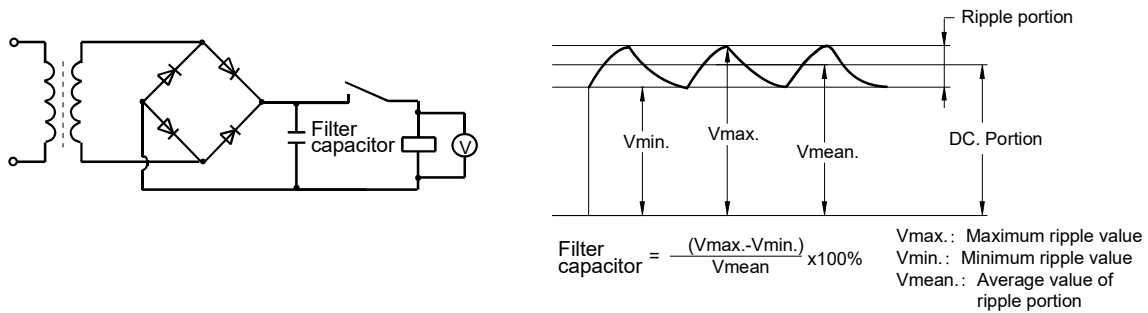 Filter
capacitor
V
Ripple portion
Vmin.
Vmax.
Vmean.
DC. Portion
Filter
capacitor = (Vmax.-Vmin.)
Vmean
x100%
Vmax.: Maximum ripple value
Vmin.: Minimum ripple value
Vmean.: Average value of
ripple portion